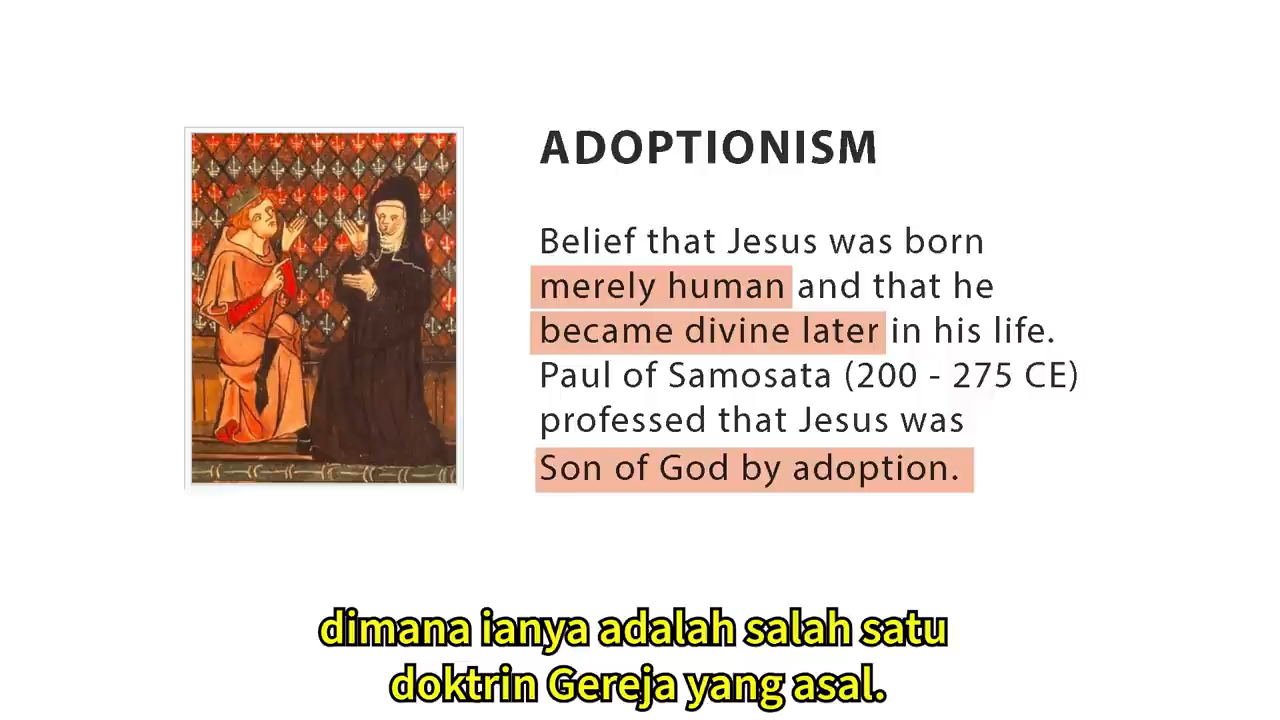 ADOPTIONISM
Belief that Jesus was born
merely human and that he
became divine later in his life.
Paul of Samosata (200 - 275 CE)
professed that Jesus was
Son of God by adoption.
dimana ianya adalah salah satu
doktrin Gereja yang asal.